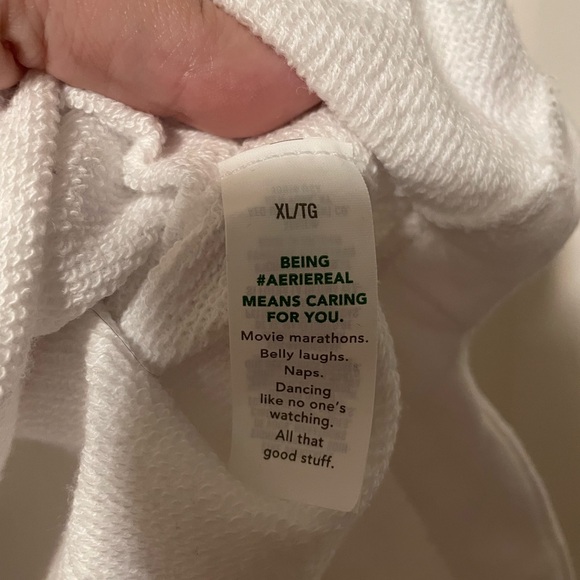 XL/TG
BEING
#AERIEREAL
MEANS CARING
FOR YOU.
Movie marathons.
Belly laughs.
Naps.
Dancing
like no one's
watching.
All that
good stuff.